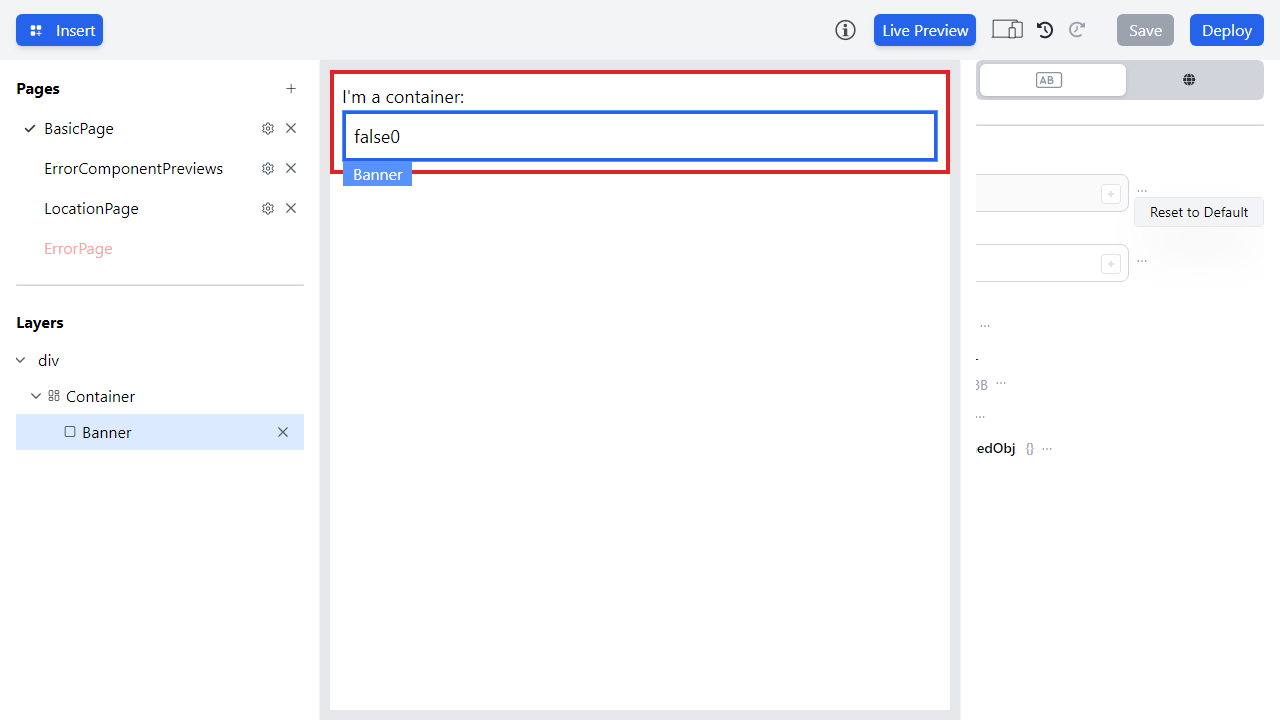 Insert
Live Preview
Save
Deploy
Pages
BasicPage
ErrorComponentPreviews
LocationPage
ErrorPage
Layers
div
Container
Banner
I'm a container:
false0
Banner
AB
Reset to Default
BB
edObj {}